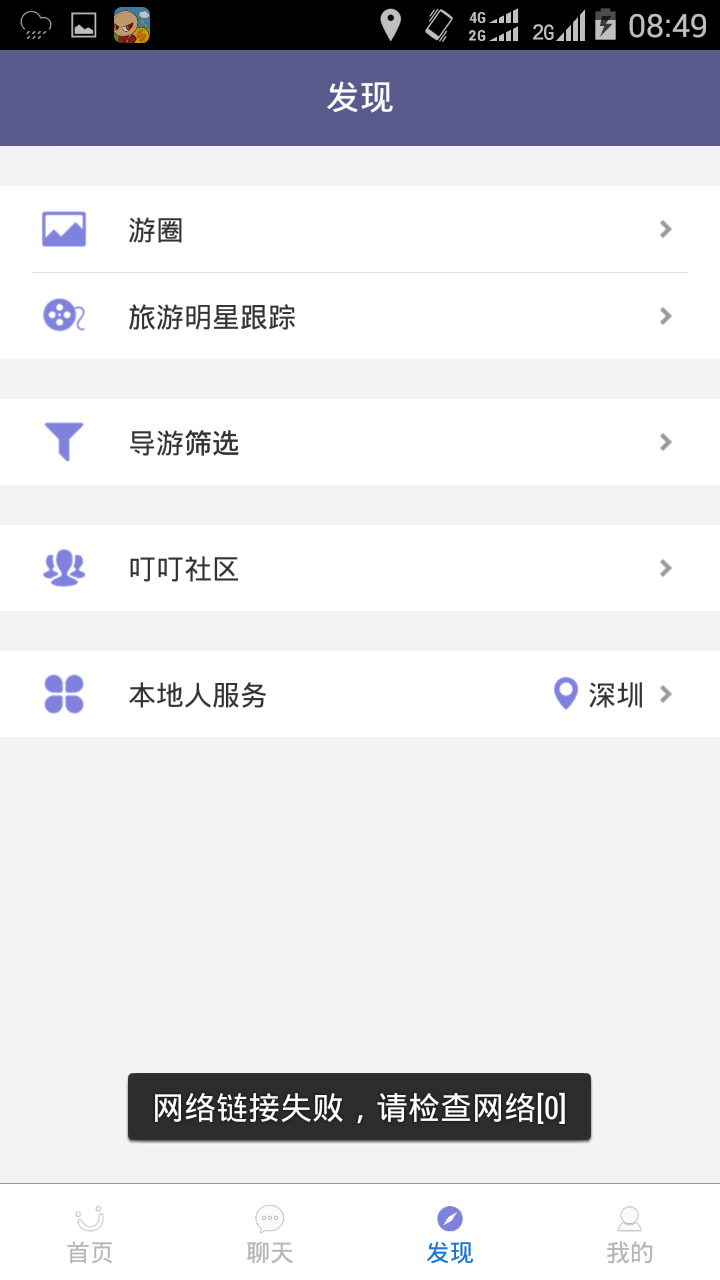 4G
2G
2G
08:49
发现
游圈
旅游明星跟踪
导游筛选
叮叮社区
本地人服务
深圳
网络链接失败，请检查网络[0]
首页
聊天
发现
我的